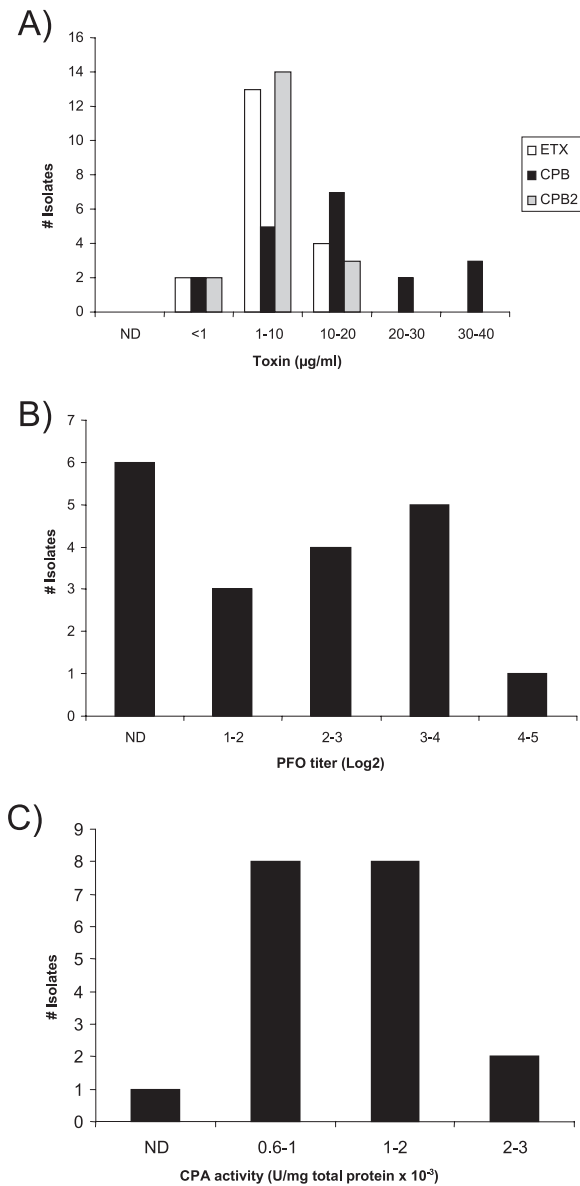 A)
16
14
12
10
8
6
4
2
0
# Isolates
ND <1 1-10 10-20 20-30 30-40
Toxin (µg/ml)
ETX
CPB
CPB2
B)
7
6
5
4
3
2
1
0
# Isolates
ND 1-2 2-3 3-4 4-5
PFO titer (Log2)
C)
9
8
7
6
5
4
3
2
1
0
# Isolates
ND 0.6-1 1-2 2-3
CPA activity (U/mg total protein x 10⁻³)